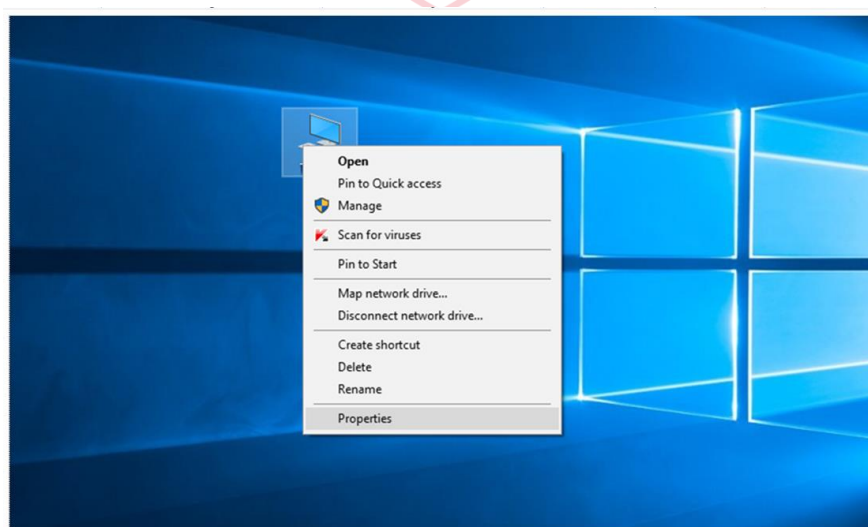 Open
Pin to Quick access
Manage
Scan for viruses
Pin to Start
Map network drive...
Disconnect network drive...
Create shortcut
Delete
Rename
Properties